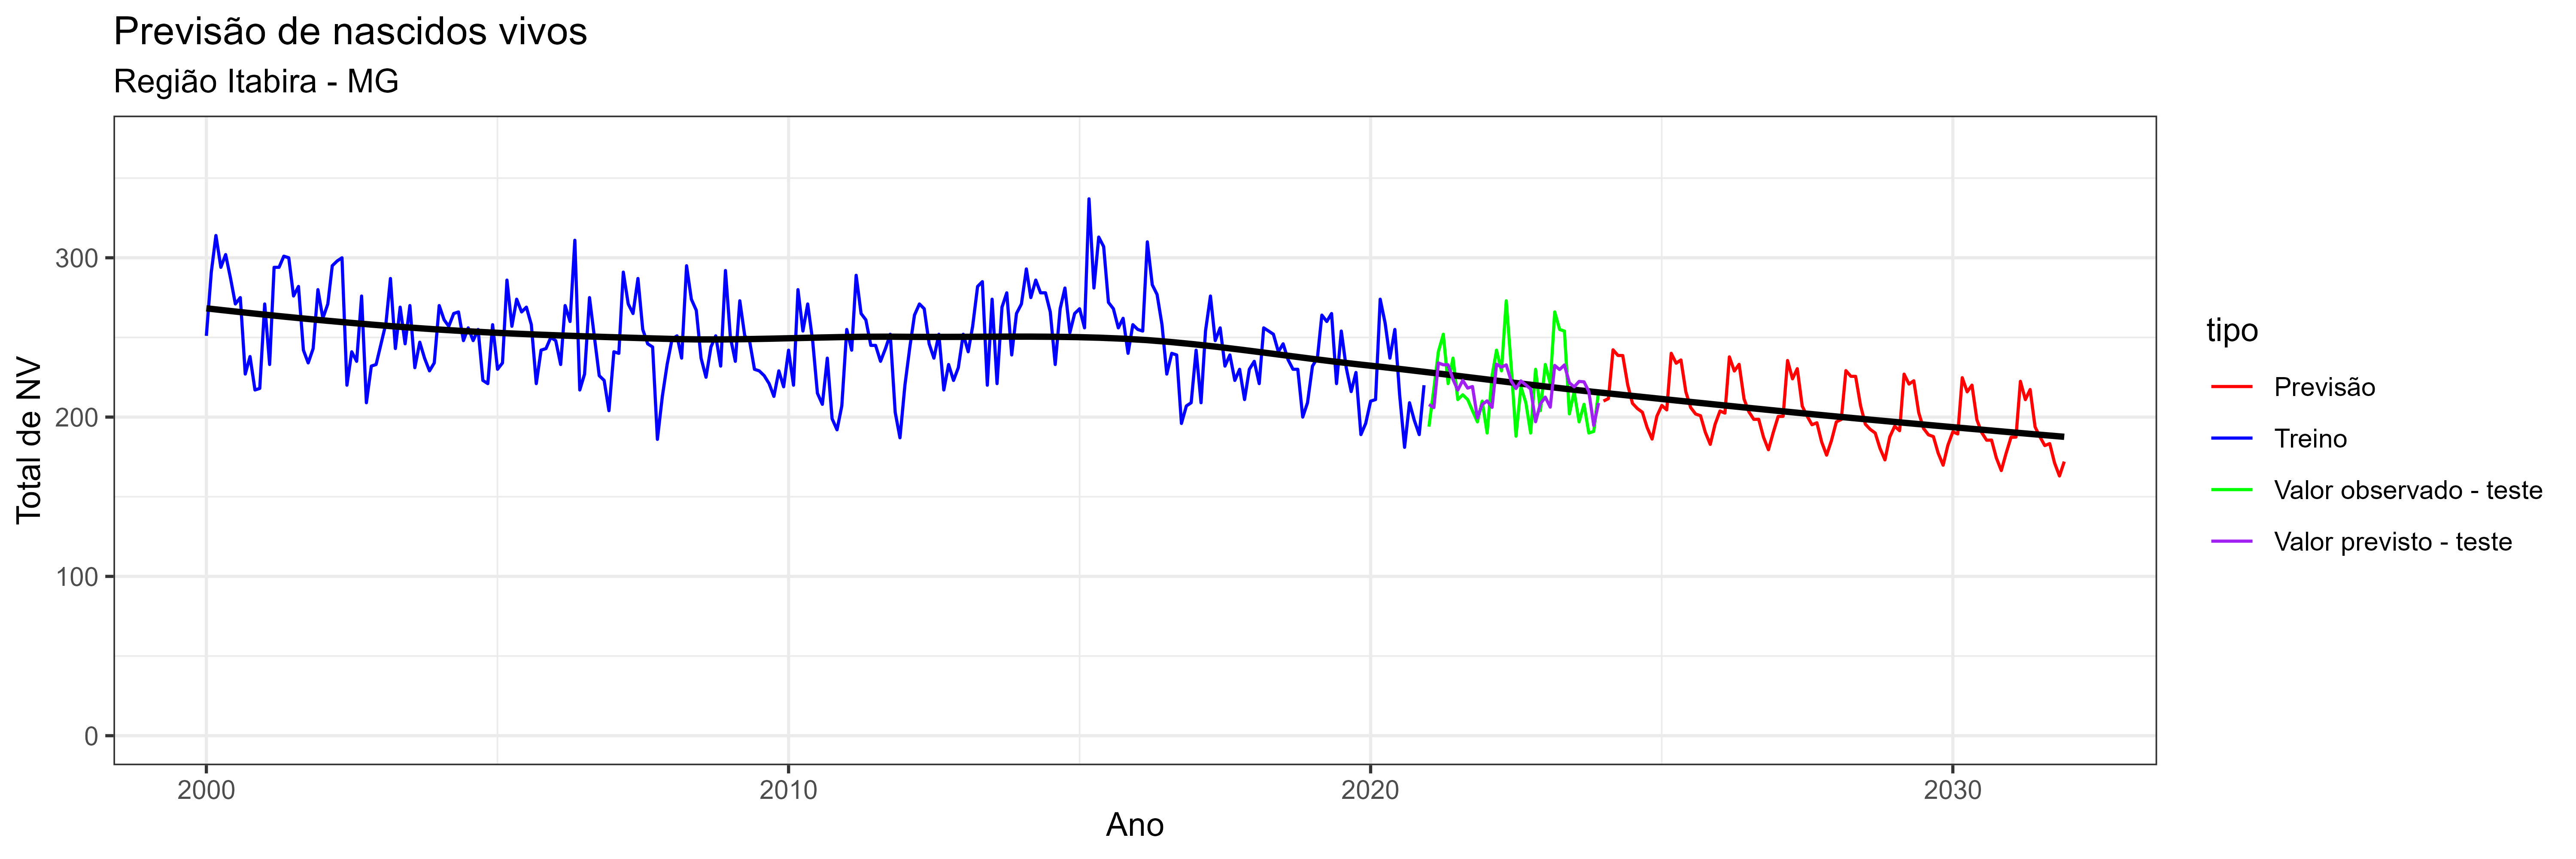 Previsão de nascidos vivos
Região Itabira - MG
Total de NV
300
200
100
0
2000
2010
2020
2030
Ano
tipo
Previsão
Treino
Valor observado - teste
Valor previsto - teste